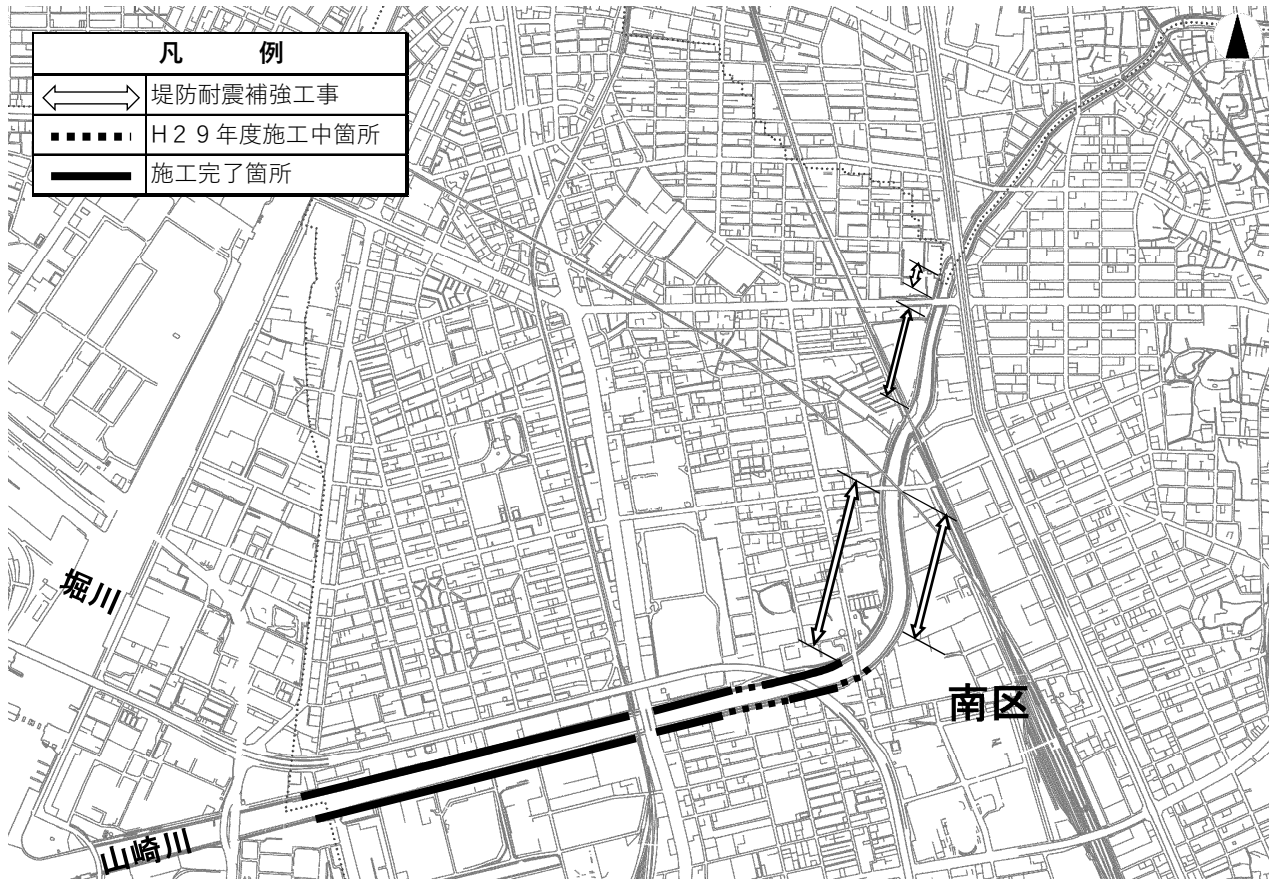 凡　例
堤防耐震補強工事
Ｈ２９年度施工中箇所
施工完了箇所
堀川
南区
山崎川